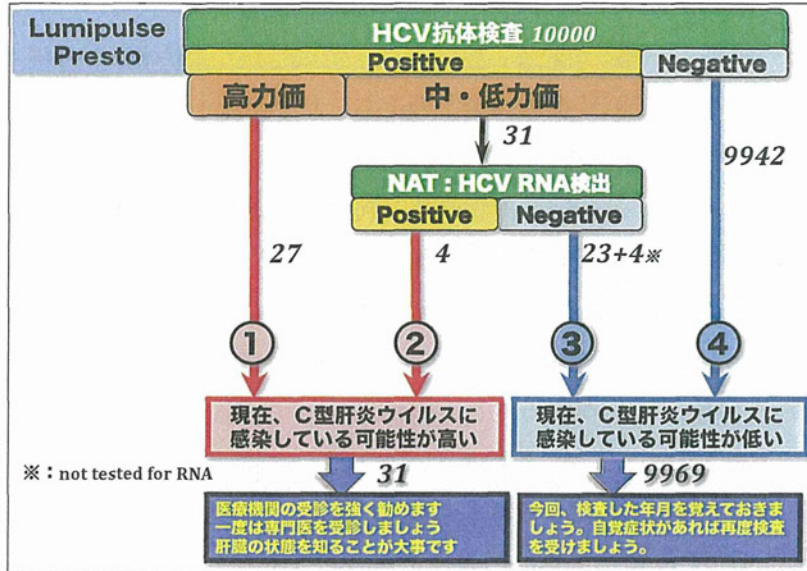 Lumipulse
Presto
HCV抗体検査 10000
Positive
Negative
高力価
中・低力価
31
9942
NAT：HCV RNA検出
Positive
Negative
27
4
23+4※
①
②
③
④
現在、C型肝炎ウイルスに
感染している可能性が高い
現在、C型肝炎ウイルスに
感染している可能性が低い
※：not tested for RNA
31
9969
医療機関の受診を強く勧めます
一度は専門医を受診しましょう
肝臓の状態を知ることが大事です
今回、検査した年月を覚えておきま
しょう。自覚症状があれば再度検査
を受けましょう。